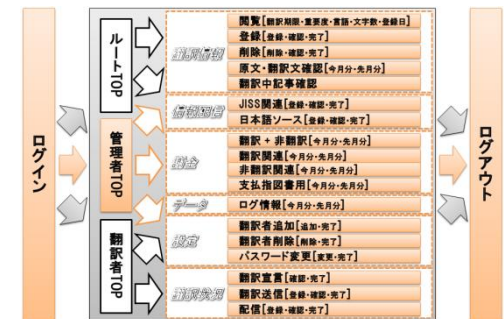 ログイン
ルートTOP
管理者TOP
翻訳者TOP
翻訳情報
閲覧[翻訳期限・重要度・言語・文字数・登録日]
登録[登録・確認・完了]
削除[削除・確認・完了]
原文・翻訳文確認[今月分・先月分]
翻訳中記事確認
JISS関連[登録・確認・完了]
日本語ソース[登録・確認・完了]
料金
翻訳 + 非翻訳[今月分・先月分]
翻訳関連[今月分・先月分]
非翻訳関連[今月分・先月分]
支払指図書用[今月分・先月分]
データ
ログ情報[今月分・先月分]
設定
翻訳者追加[追加・完了]
翻訳者削除[削除・完了]
パスワード変更[変更・完了]
翻訳宣言[登録・確認・完了]
翻訳送信[登録・確認・完了]
配信[登録・確認・完了]
ログアウト